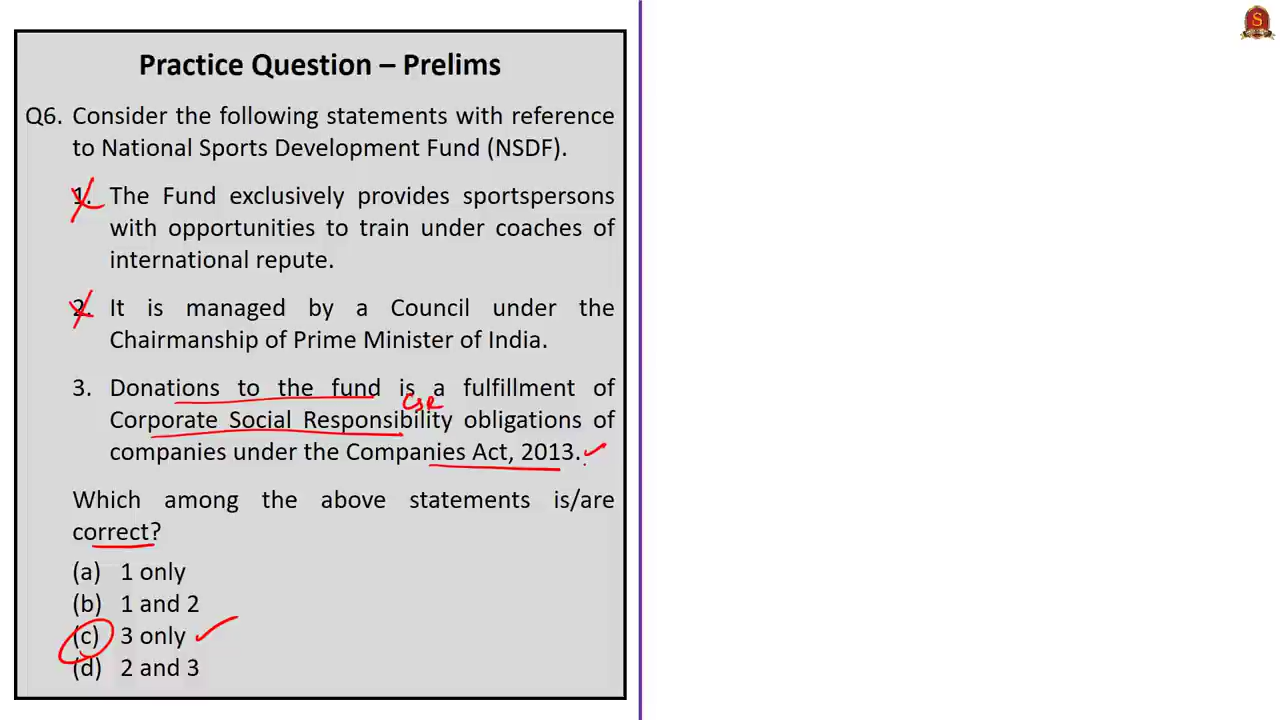 Practice Question – Prelims
Q6. Consider the following statements with reference
to National Sports Development Fund (NSDF).
1. The Fund exclusively provides sportspersons
with opportunities to train under coaches of
international repute.
2. It is managed by a Council under the
Chairmanship of Prime Minister of India.
3. Donations to the fund is a fulfillment of
CSR
Corporate Social Responsibility obligations of
companies under the Companies Act, 2013.
Which among the above statements is/are
correct?
(a) 1 only
(b) 1 and 2
(c) 3 only
(d) 2 and 3
S